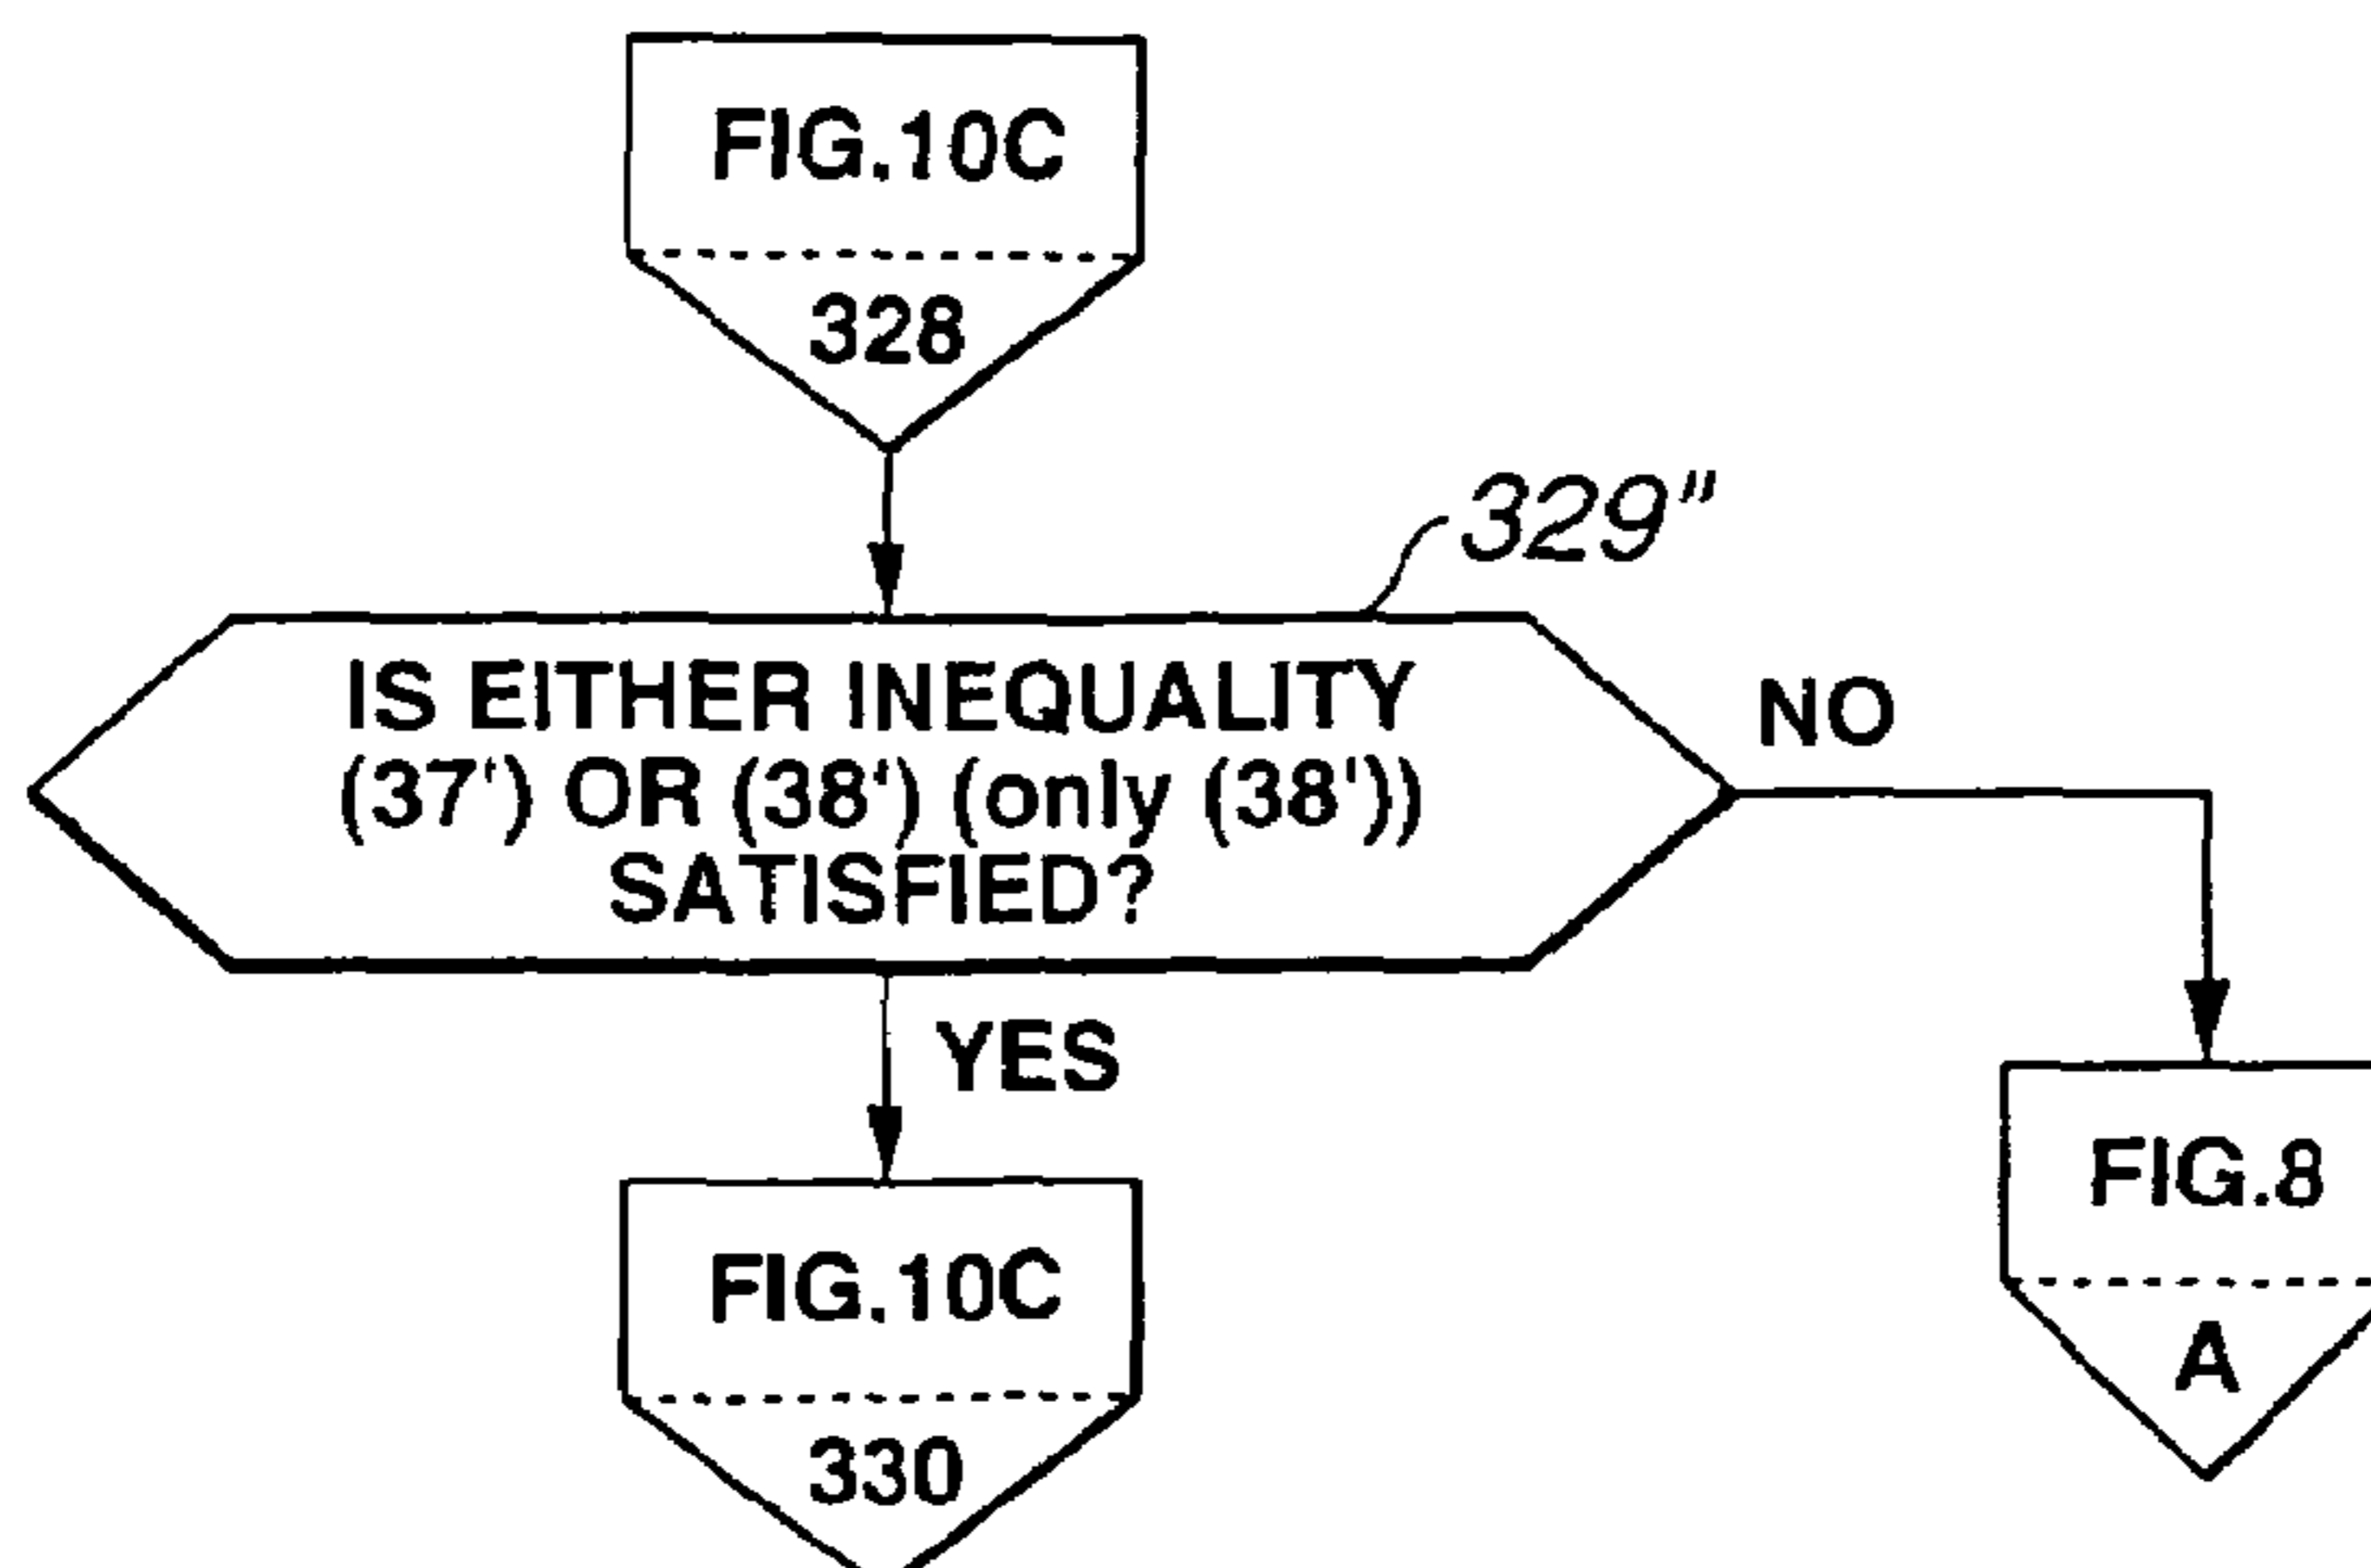 FIG.10C
328
329"
IS EITHER INEQUALITY
(37') OR (38') (only (38'))
SATISFIED?
NO
YES
FIG.8
A
FIG.10C
330